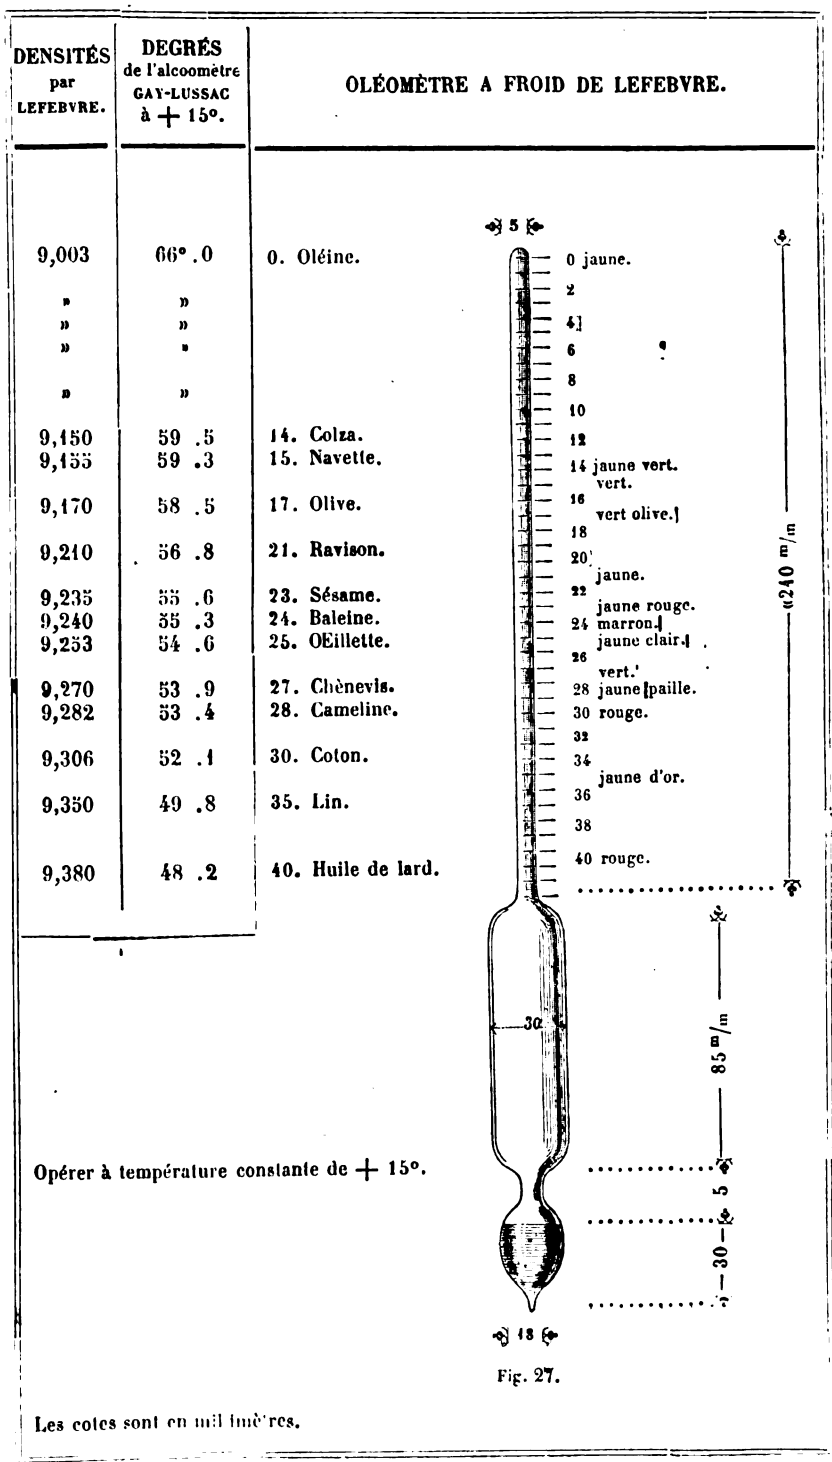 DENSITÉS
par
LEFEBVRE.
DEGRÉS
de l'alcoomètre
GAY-LUSSAC
à + 15º.
OLÉOMÈTRE A FROID DE LEFEBVRE.
9,003 66° .0 0. Oléine.
» »
» »
» »
» »
9,150 59 .5 14. Colza.
9,155 59 .3 15. Navette.
9,170 58 .5 17. Olive.
9,210 56 .8 21. Ravison.
9,235 55 .6 23. Sésame.
9,240 55 .3 24. Baleine.
9,253 54 .6 25. OEillette.
9,270 53 .9 27. Chènevis.
9,282 53 .4 28. Cameline.
9,306 52 .1 30. Coton.
9,350 49 .8 35. Lin.
9,380 48 .2 40. Huile de lard.
5
0 jaune.
2
4
6
8
10
12
14 jaune vert.
vert.
16
vert olive.
18
20
jaune.
22
jaune rouge.
24 marron.
jaune clair.
26
vert.
28 jaune paille.
30 rouge.
32
34
jaune d'or.
36
38
40 rouge.
240 m/m
30
85 m/m
5
30
18
Opérer à température constante de + 15º.
Fig. 27.
Les cotes sont en millimètres.